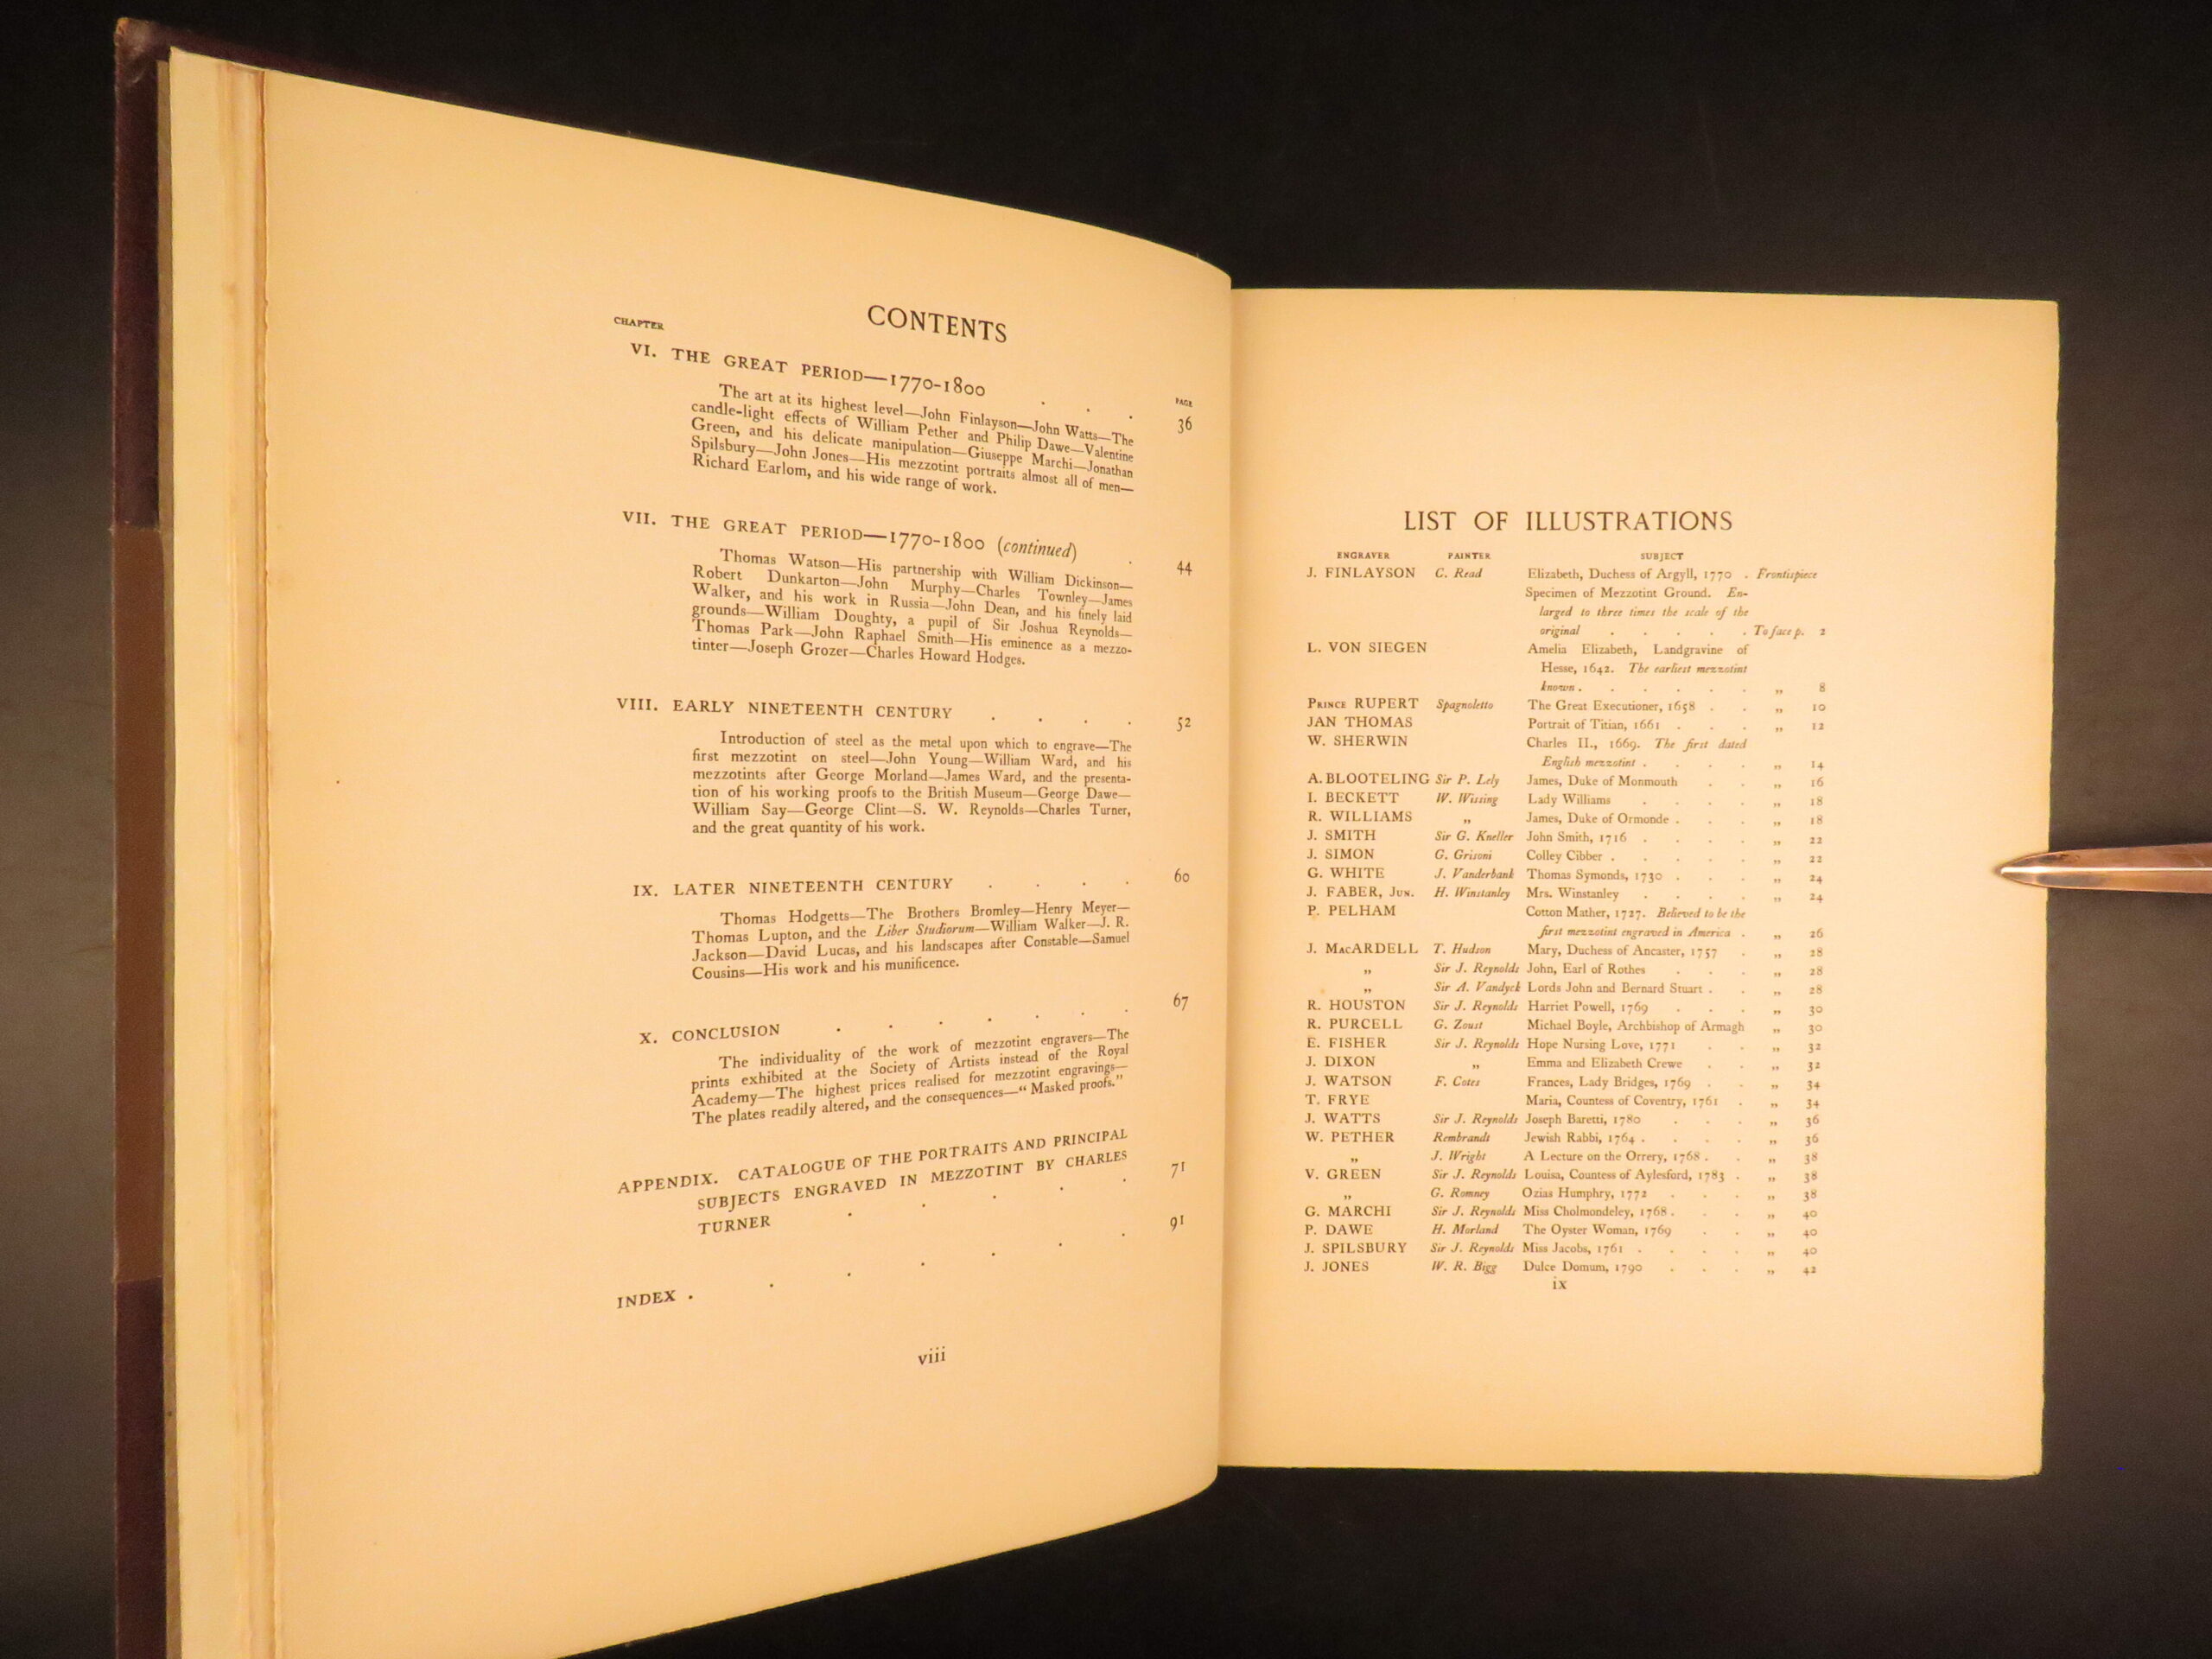 CONTENTS
CHAPTER
PAGE
VI. THE GREAT PERIOD—1770-1800 . . . 36
The art at its highest level—John Finlayson—John Watts—The
candle-light effects of William Pether and Philip Dawe—Valentine
Green, and his delicate manipulation—Giuseppe Marchi—Jonathan
Spilsbury—John Jones—His mezzotint portraits almost all of men—
Richard Earlom, and his wide range of work.
VII. THE GREAT PERIOD—1770-1800 (continued) . 44
Thomas Watson—His partnership with William Dickinson—
Robert Dunkarton—John Murphy—Charles Townley—James
Walker, and his work in Russia—John Dean, and his finely laid
grounds—William Doughty, a pupil of Sir Joshua Reynolds—
Thomas Park—John Raphael Smith—His eminence as a mezzo-
tinter—Joseph Grozer—Charles Howard Hodges.
VIII. EARLY NINETEENTH CENTURY . . . . 52
Introduction of steel as the metal upon which to engrave—The
first mezzotint on steel—John Young—William Ward, and his
mezzotints after George Morland—James Ward, and the presenta-
tion of his working proofs to the British Museum—George Dawe—
William Say—George Clint—S. W. Reynolds—Charles Turner,
and the great quantity of his work.
IX. LATER NINETEENTH CENTURY . . . . 60
Thomas Hodgetts—The Brothers Bromley—Henry Meyer—
Thomas Lupton, and the Liber Studiorum—William Walker—J. R.
Jackson—David Lucas, and his landscapes after Constable—Samuel
Cousins—His work and his munificence.
X. CONCLUSION . . . . . . 67
The individuality of the work of mezzotint engravers—The
prints exhibited at the Society of Artists instead of the Royal
Academy—The highest prices realised for mezzotint engravings—
The plates readily altered, and the consequences—“Masked proofs.”
APPENDIX. CATALOGUE OF THE PORTRAITS AND PRINCIPAL
SUBJECTS ENGRAVED IN MEZZOTINT BY CHARLES
TURNER . . . . . 71
INDEX . . . . . . . 91
viii
LIST OF ILLUSTRATIONS
ENGRAVER PAINTER SUBJECT
J. FINLAYSON C. Read Elizabeth, Duchess of Argyll, 1770 . Frontispiece
Specimen of Mezzotint Ground. En-
larged to three times the scale of the
original . . . . . To face p. 2
L. VON SIEGEN Amelia Elizabeth, Landgravine of
Hesse, 1642. The earliest mezzotint
known . . . . . . „ 8
PRINCE RUPERT Spagnoletto The Great Executioner, 1658 . . „ 10
JAN THOMAS Portrait of Titian, 1661 . . . „ 12
W. SHERWIN Charles II., 1669. The first dated
English mezzotint . . . . „ 14
A. BLOOTELING Sir P. Lely James, Duke of Monmouth . . „ 16
I. BECKETT W. Wissing Lady Williams . . . . „ 18
R. WILLIAMS „ James, Duke of Ormonde . . . „ 18
J. SMITH Sir G. Kneller John Smith, 1716 . . . . „ 22
J. SIMON G. Grisoni Colley Cibber . . . . . „ 22
G. WHITE J. Vanderbank Thomas Symonds, 1730 . . . „ 24
J. FABER, JUN. H. Winstanley Mrs. Winstanley . . . . „ 24
P. PELHAM Cotton Mather, 1727. Believed to be the
first mezzotint engraved in America . „ 26
J. MACARDELL T. Hudson Mary, Duchess of Ancaster, 1757 . „ 28
„ Sir J. Reynolds John, Earl of Rothes . . . „ 28
„ Sir A. Vandyck Lords John and Bernard Stuart . . „ 28
R. HOUSTON Sir J. Reynolds Harriet Powell, 1769 . . . „ 30
R. PURCELL G. Zoust Michael Boyle, Archbishop of Armagh „ 30
E. FISHER Sir J. Reynolds Hope Nursing Love, 1771 . . „ 32
J. DIXON „ Emma and Elizabeth Crewe . . „ 32
J. WATSON F. Cotes Frances, Lady Bridges, 1769 . . „ 34
T. FRYE Maria, Countess of Coventry, 1761 . „ 34
J. WATTS Sir J. Reynolds Joseph Baretti, 1780 . . . „ 36
W. PETHER Rembrandt Jewish Rabbi, 1764 . . . . „ 36
„ J. Wright A Lecture on the Orrery, 1768 . . „ 38
V. GREEN Sir J. Reynolds Louisa, Countess of Aylesford, 1783 . „ 38
„ G. Romney Ozias Humphry, 1772 . . . „ 38
G. MARCHI Sir J. Reynolds Miss Cholmondeley, 1768 . . . „ 40
P. DAWE H. Morland The Oyster Woman, 1769 . . „ 40
J. SPILSBURY Sir J. Reynolds Miss Jacobs, 1761 . . . . „ 40
J. JONES W. R. Bigg Dulce Domum, 1790 . . . „ 42
ix